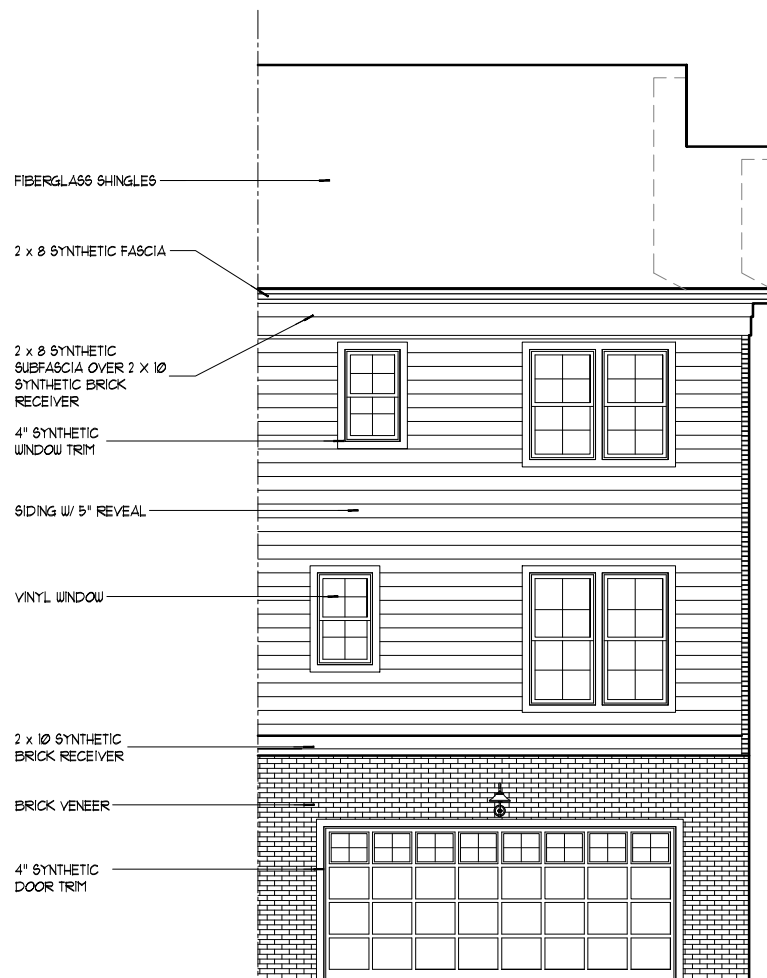 FIBERGLASS SHINGLES
2 x 8 SYNTHETIC FASCIA
2 x 8 SYNTHETIC
SUBFASCIA OVER 2 X 10
SYNTHETIC BRICK
RECEIVER
4" SYNTHETIC
WINDOW TRIM
SIDING W/ 5" REVEAL
VINYL WINDOW
2 x 10 SYNTHETIC
BRICK RECEIVER
BRICK VENEER
4" SYNTHETIC
DOOR TRIM